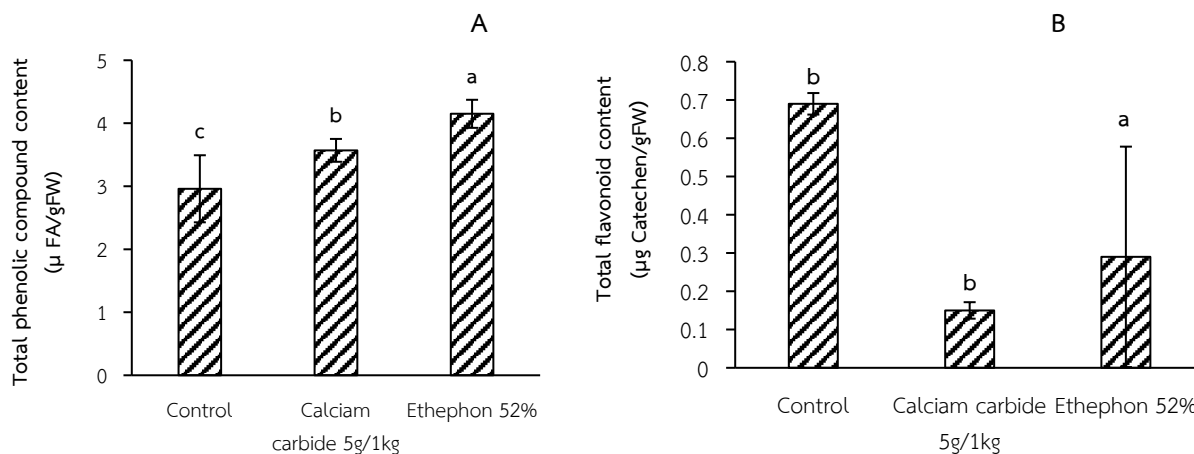 A
Total phenolic compound content
(µ FA/gFW)
5
4
3
2
1
0
c
b
a
Control
Calciam
carbide 5g/1kg
Ethephon 52%
B
Total flavonoid content
(µg Catechen/gFW)
0.8
0.7
0.6
0.5
0.4
0.3
0.2
0.1
0
b
b
a
Control
Calciam carbide
5g/1kg
Ethephon 52%